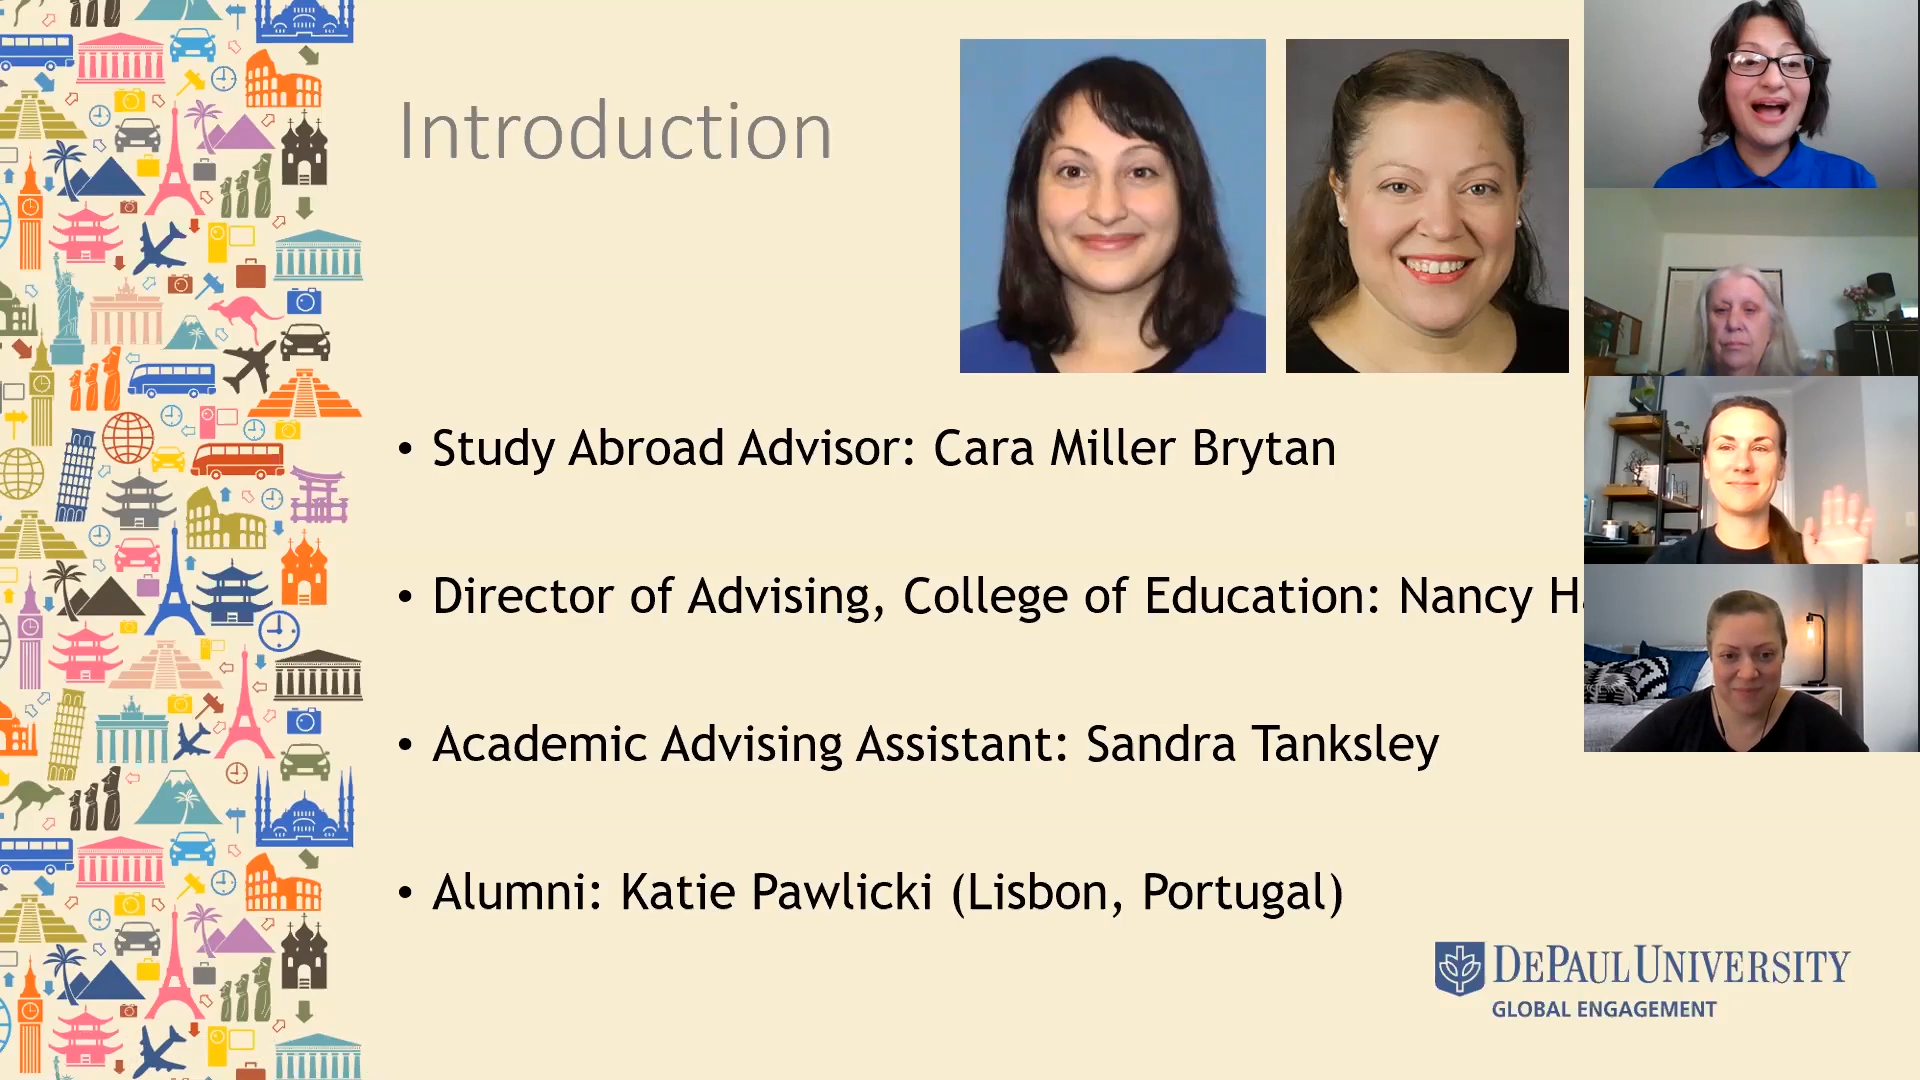 Introduction
• Study Abroad Advisor: Cara Miller Brytan
• Director of Advising, College of Education: Nancy
• Academic Advising Assistant: Sandra Tanksley
• Alumni: Katie Pawlicki (Lisbon, Portugal)
DEPAUL UNIVERSITY
GLOBAL ENGAGEMENT